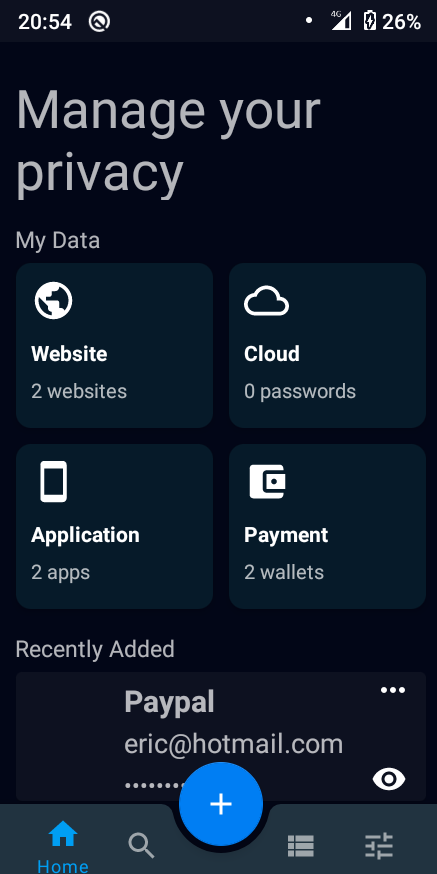 20:54
4G
26%
Manage your
privacy
My Data
Website
2 websites
Cloud
0 passwords
Application
2 apps
Payment
2 wallets
Recently Added
Paypal
eric@hotmail.com
Home